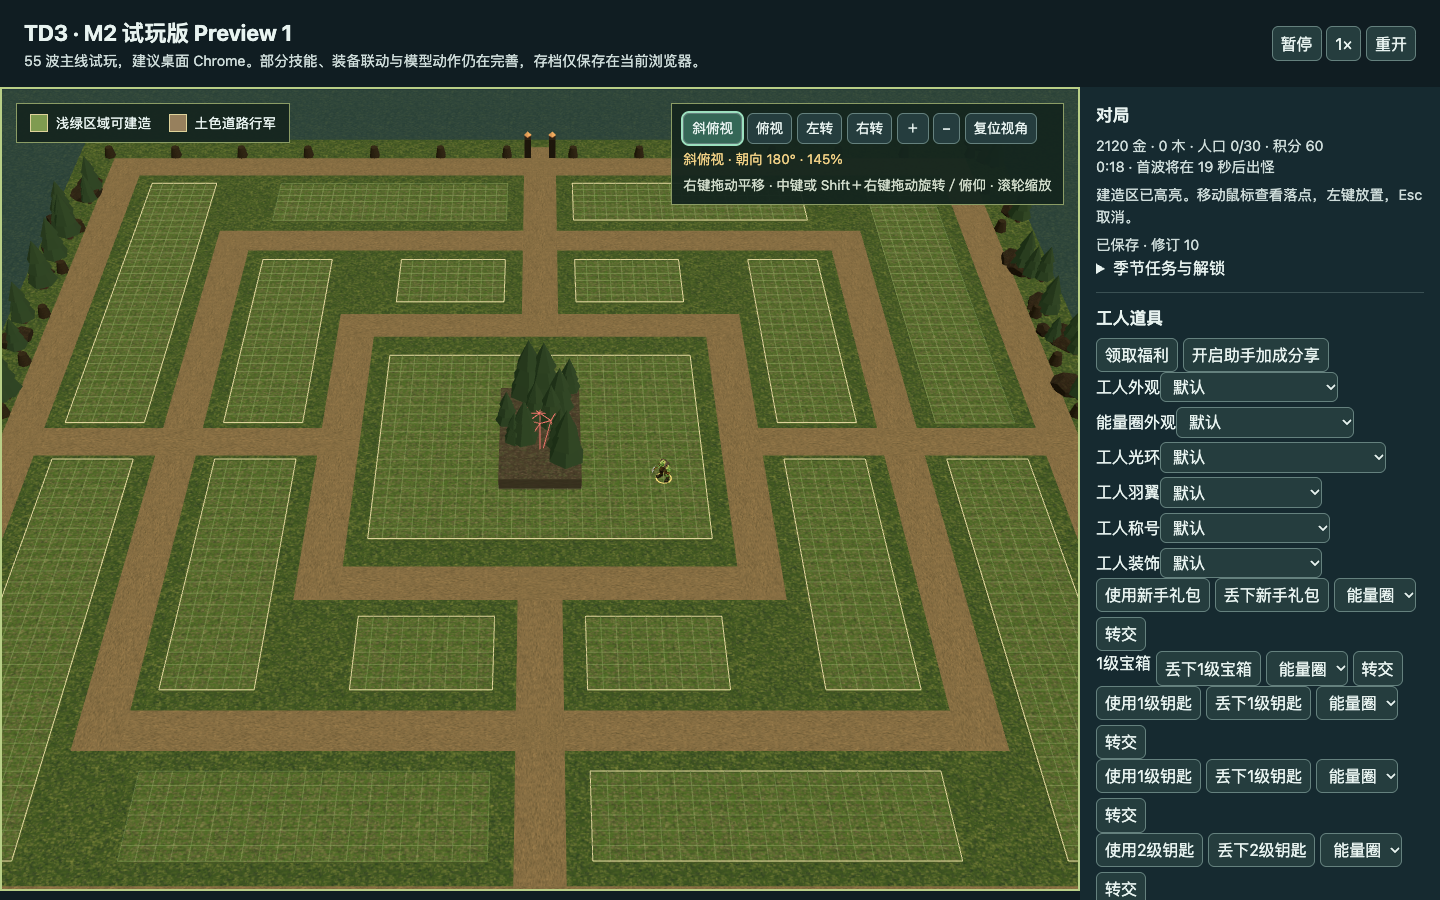 TD3 · M2 试玩版 Preview 1
55 波主线试玩，建议桌面 Chrome。部分技能、装备联动与模型动作仍在完善，存档仅保存在当前浏览器。
暂停 1× 重开
浅绿区域可建造 土色道路行军
斜俯视 俯视 左转 右转 + − 复位视角
斜俯视 · 朝向 180° · 145%
右键拖动平移 · 中键或 Shift＋右键拖动旋转 / 俯仰 · 滚轮缩放
对局
2120 金 · 0 木 · 人口 0/30 · 积分 60
0:18 · 首波将在 19 秒后出怪
建造区已高亮。移动鼠标查看落点，左键放置，Esc
取消。
已保存 · 修订 10
季节任务与解锁
工人道具
领取福利 开启助手加成分享
工人外观 默认
能量圈外观 默认
工人光环 默认
工人羽翼 默认
工人称号 默认
工人装饰 默认
使用新手礼包 丢下新手礼包 能量圈
转交
1级宝箱 丢下1级宝箱 能量圈 转交
使用1级钥匙 丢下1级钥匙 能量圈
转交
使用1级钥匙 丢下1级钥匙 能量圈
转交
使用2级钥匙 丢下2级钥匙 能量圈
转交